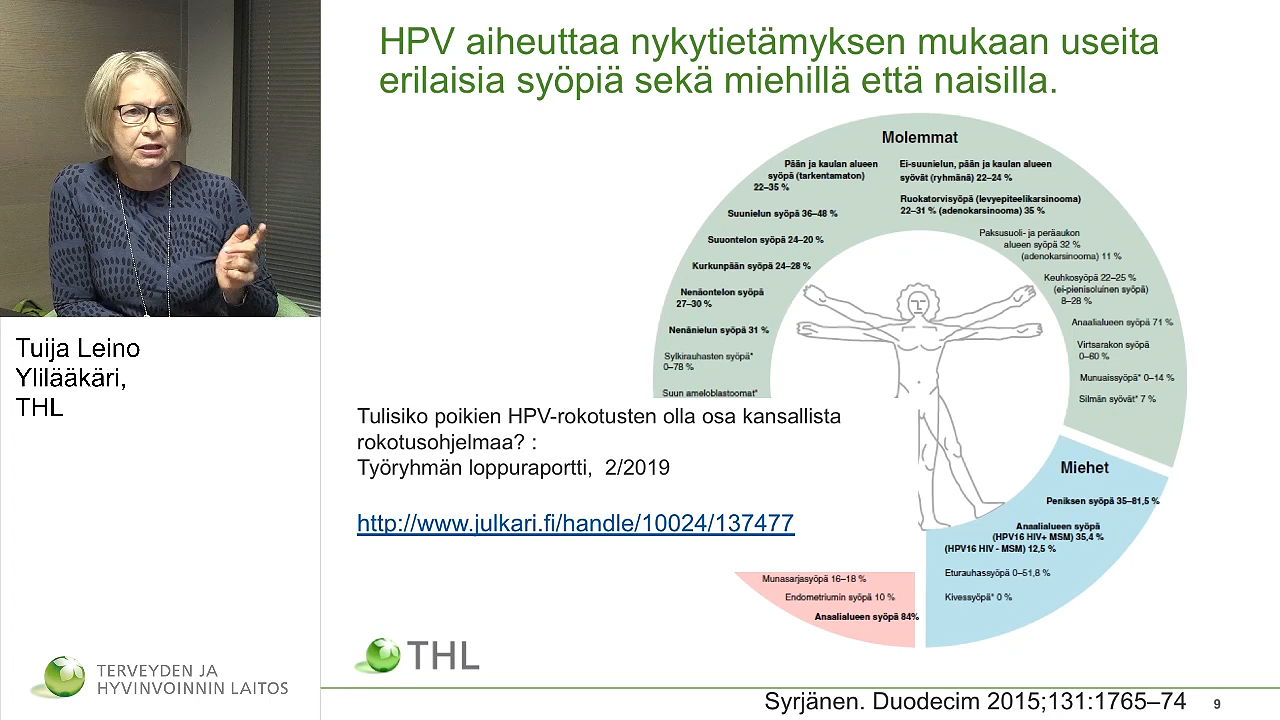 HPV aiheuttaa nykytietämyksen mukaan useita
erilaisia syöpiä sekä miehillä että naisilla.
Tuija Leino
Ylilääkäri,
THL
TERVEYDEN JA
HYVINVOINNIN LAITOS
Molemmat
Pään ja kaulan alueen
syöpä (tarkentamaton)
22–35 %
Suunielun syöpä 36–48 %
Suuontelon syöpä 24–20 %
Kurkunpään syöpä 24–28 %
Nenäontelon syöpä
27–30 %
Nenänielun syöpä 31 %
Sylkirauhasten syöpä*
0–78 %
Suun ameloblastoomat*
Ei-suunielun, pään ja kaulan alueen
syövät (ryhmänä) 22–24 %
Ruokatorvisyöpä (levyepiteelikarsinooma)
22–31 % (adenokarsinooma) 35 %
Paksusuoli- ja peräaukon
alueen syöpä 32 %
(adenokarsinooma) 11 %
Keuhkosyöpä 22–25 %
(ei-pienisoluinen syöpä)
8–28 %
Anaalialueen syöpä 71 %
Virtsarakon syöpä
0–60 %
Munuaissyöpä* 0–14 %
Silmän syövät* 7 %
Tulisiko poikien HPV-rokotusten olla osa kansallista
rokotusohjelmaa? :
Työryhmän loppuraportti, 2/2019
http://www.julkari.fi/handle/10024/137477
Miehet
Peniksen syöpä 35–81,5 %
Anaalialueen syöpä
(HPV16 HIV+ MSM) 35,4 %
(HPV16 HIV - MSM) 12,5 %
Eturauhassyöpä 0–51,8 %
Kivessyöpä* 0 %
Munasarjasyöpä 16–18 %
Endometriumin syöpä 10 %
Anaalialueen syöpä 84%
THL
Syrjänen. Duodecim 2015;131:1765–74
9